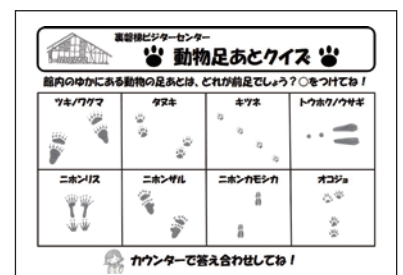 裏磐梯ビジターセンター
動物足あとクイズ
館内のゆかにある動物の足あとは、どれが前足でしょう？○をつけてね！
ツキノワグマ
タヌキ
キツネ
トウホクノウサギ
ニホンリス
ニホンザル
ニホンカモシカ
オコジョ
カウンターで答え合わせしてね！